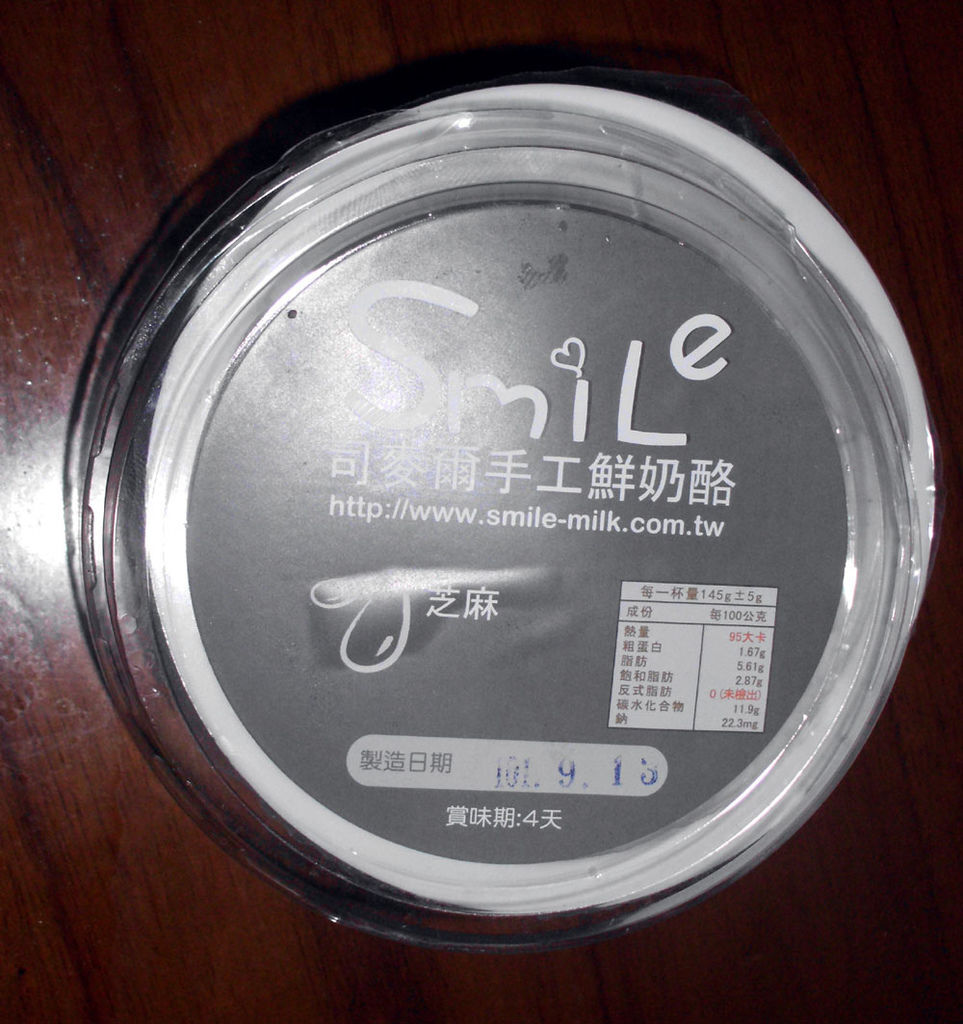 Smile
司麥爾手工鮮奶酪
http://www.smile-milk.com.tw
芝麻
每一杯量145g±5g
成份 每100公克
熱量 95大卡
粗蛋白 1.67g
脂肪 5.61g
飽和脂肪 2.87g
反式脂肪 0(未檢出)
碳水化合物 11.9g
鈉 22.3mg
製造日期 101. 9. 13
賞味期:4天